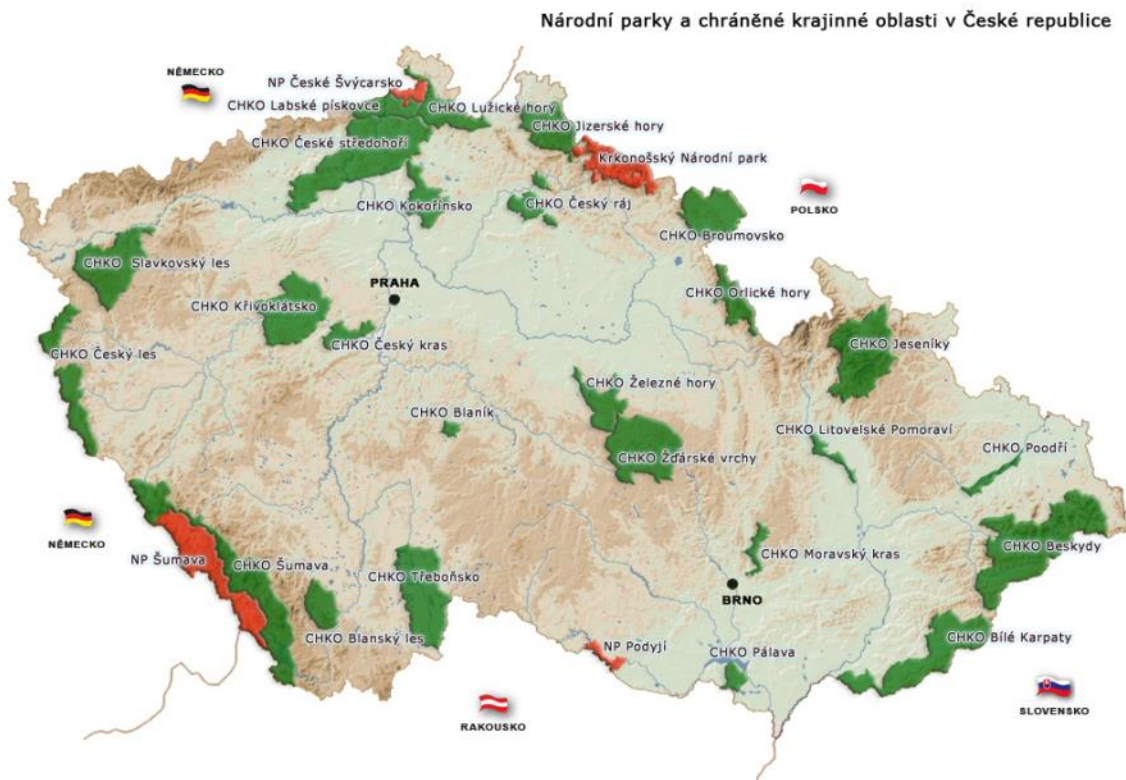 Národní parky a chráněné krajinné oblasti v České republice
NĚMECKO
NP České Švýcarsko
CHKO Labské pískovce
CHKO Lužické hory
CHKO Jizerské hory
CHKO České středohoří
Krkonošský Národní park
POLSKO
CHKO Kokořínsko
CHKO Český ráj
CHKO Broumovsko
CHKO Slavkovský les
PRAHA
CHKO Křivoklátsko
CHKO Orlické hory
CHKO Český kras
CHKO Jeseníky
CHKO Český les
CHKO Železné hory
CHKO Blaník
CHKO Litovelské Pomoraví
CHKO Poodří
CHKO Žďárské vrchy
NĚMECKO
NP Šumava
CHKO Šumava
CHKO Třeboňsko
CHKO Moravský kras
CHKO Beskydy
BRNO
CHKO Blanský les
CHKO Bílé Karpaty
NP Podyjí
CHKO Pálava
SLOVENSKO
RAKOUSKO